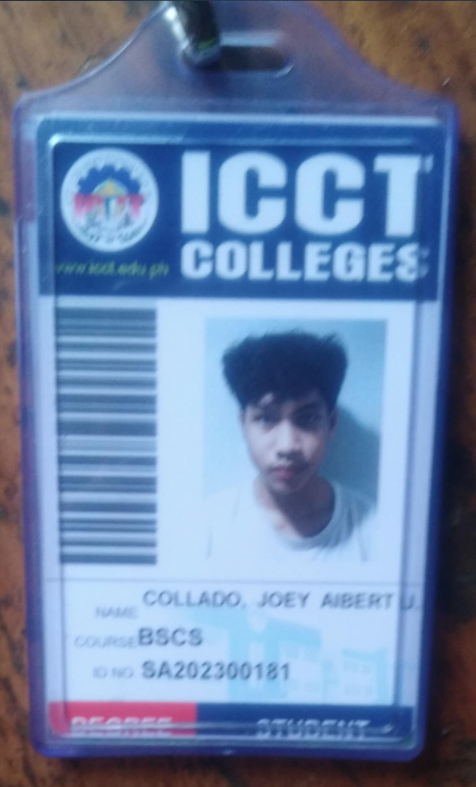 ICCT
COLLEGES
www.icct.edu.ph
NAME COLLADO, JOEY AIBERT U.
COURSE BSCS
ID NO. SA202300181
DEGREE STUDENT